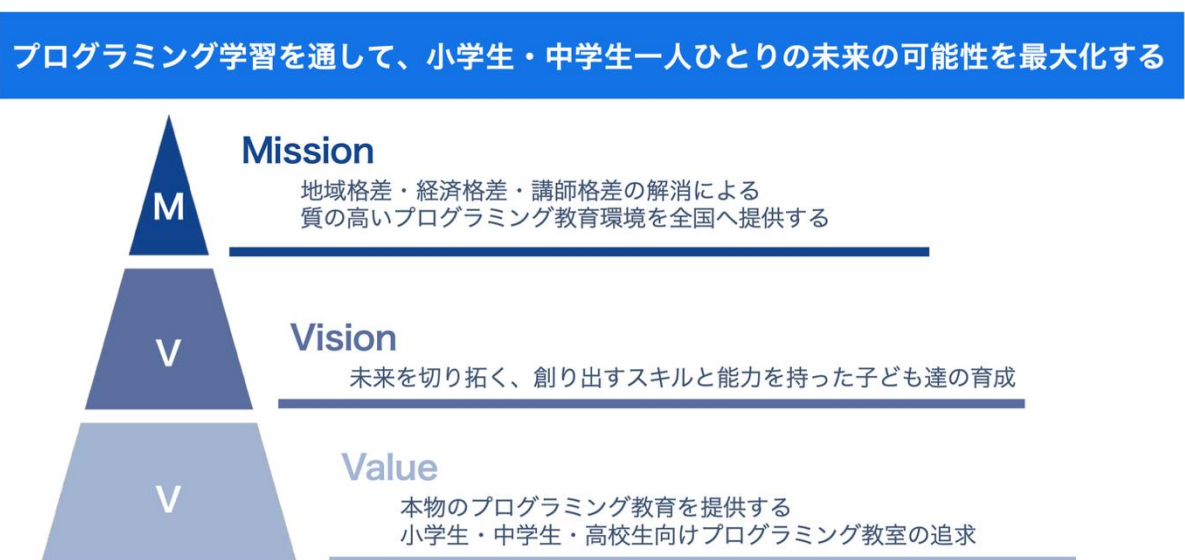 プログラミング学習を通して、小学生・中学生一人ひとりの未来の可能性を最大化する
M
Mission
地域格差・経済格差・講師格差の解消による
質の高いプログラミング教育環境を全国へ提供する
V
Vision
未来を切り拓く、創り出すスキルと能力を持った子ども達の育成
V
Value
本物のプログラミング教育を提供する
小学生・中学生・高校生向けプログラミング教室の追求